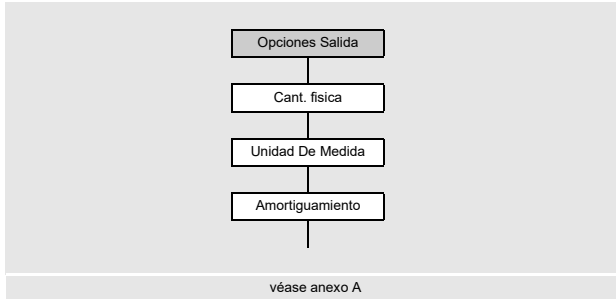 Opciones Salida
Cant. fisica
Unidad De Medida
Amortiguamiento
véase anexo A